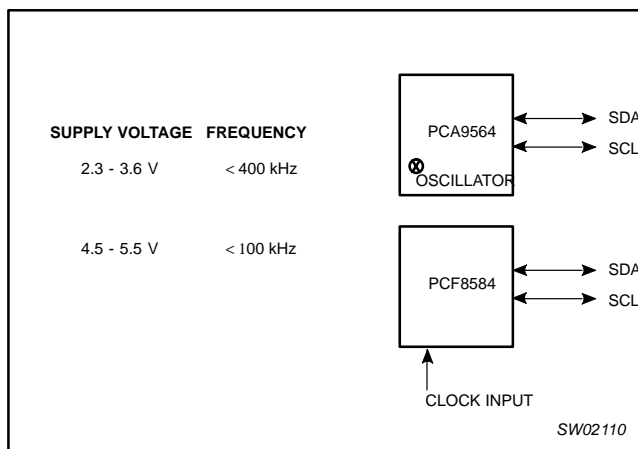 SUPPLY VOLTAGE FREQUENCY
2.3 - 3.6 V < 400 kHz
4.5 - 5.5 V < 100 kHz
PCA9564
OSCILLATOR
SDA
SCL
PCF8584
SDA
SCL
CLOCK INPUT
SW02110